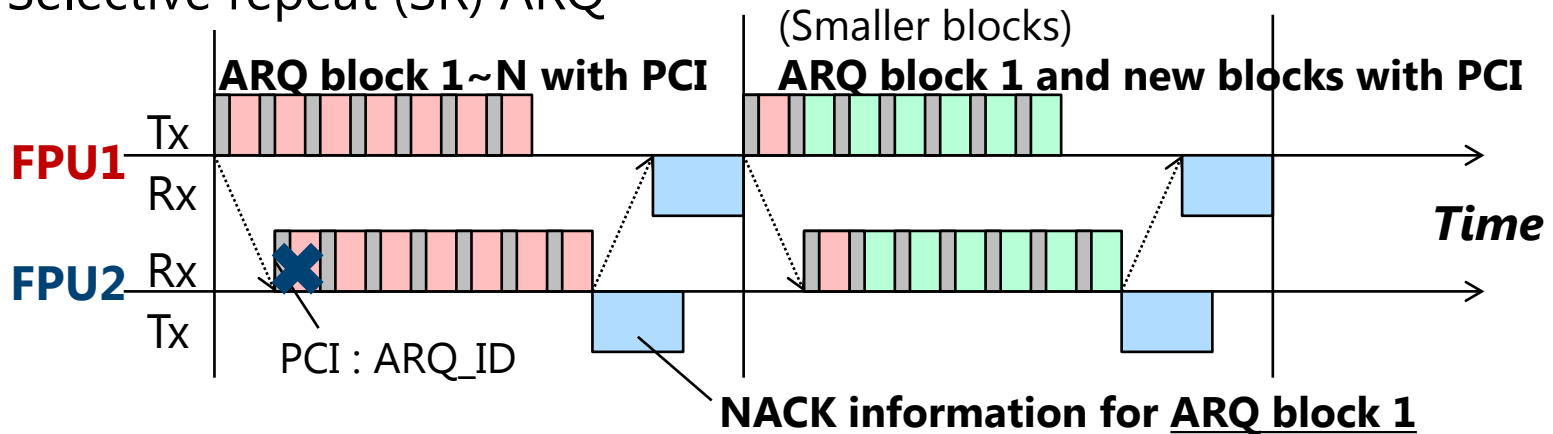 Selective repeat (SR) ARQ
(Smaller blocks)
ARQ block 1~N with PCI
ARQ block 1 and new blocks with PCI
Tx
FPU1
Rx
Time
Rx
FPU2
Tx
PCI : ARQ_ID
NACK information for ARQ block 1